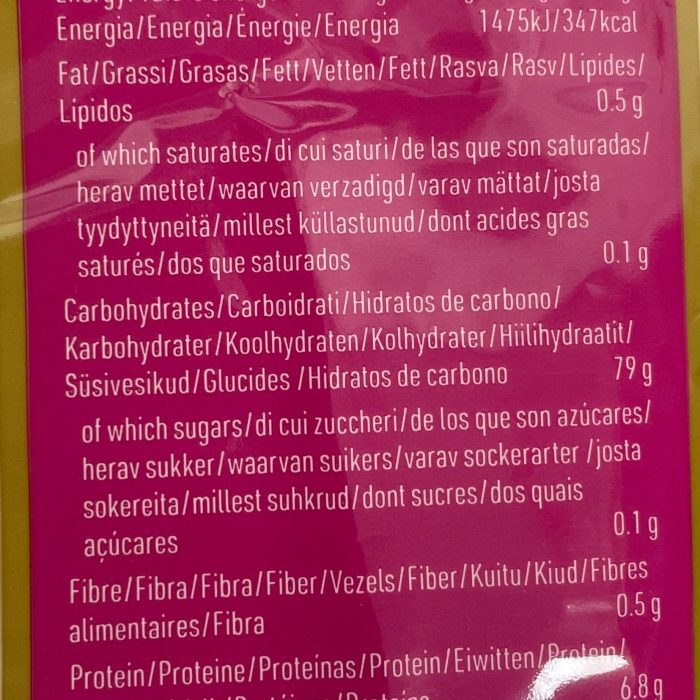 Energia/Energia/Énergie/Energia 1475kJ/347kcal
Fat/Grassi/Grasas/Fett/Vetten/Fett/Rasva/Rasv/Lipides/
Lípidos 0.5 g
of which saturates/di cui saturi/de las que son saturadas/
herav mettet/waarvan verzadigd/varav mättat/josta
tyydyttyneitä/millest küllastunud/dont acides gras
saturés/dos que saturados 0.1 g
Carbohydrates/Carboidrati/Hidratos de carbono/
Karbohydrater/Koolhydraten/Kolhydrater/Hiilihydraatit/
Süsivesikud/Glucides /Hidratos de carbono 79 g
of which sugars/di cui zuccheri/de los que son azúcares/
herav sukker/waarvan suikers/varav sockerarter /josta
sokereita/millest suhkrud/dont sucres/dos quais
açúcares 0.1 g
Fibre/Fibra/Fibra/Fiber/Vezels/Fiber/Kuitu/Kiud/Fibres
alimentaires/Fibra 0.5 g
Protein/Proteine/Proteínas/Protein/Eiwitten/Protein/
6.8 g